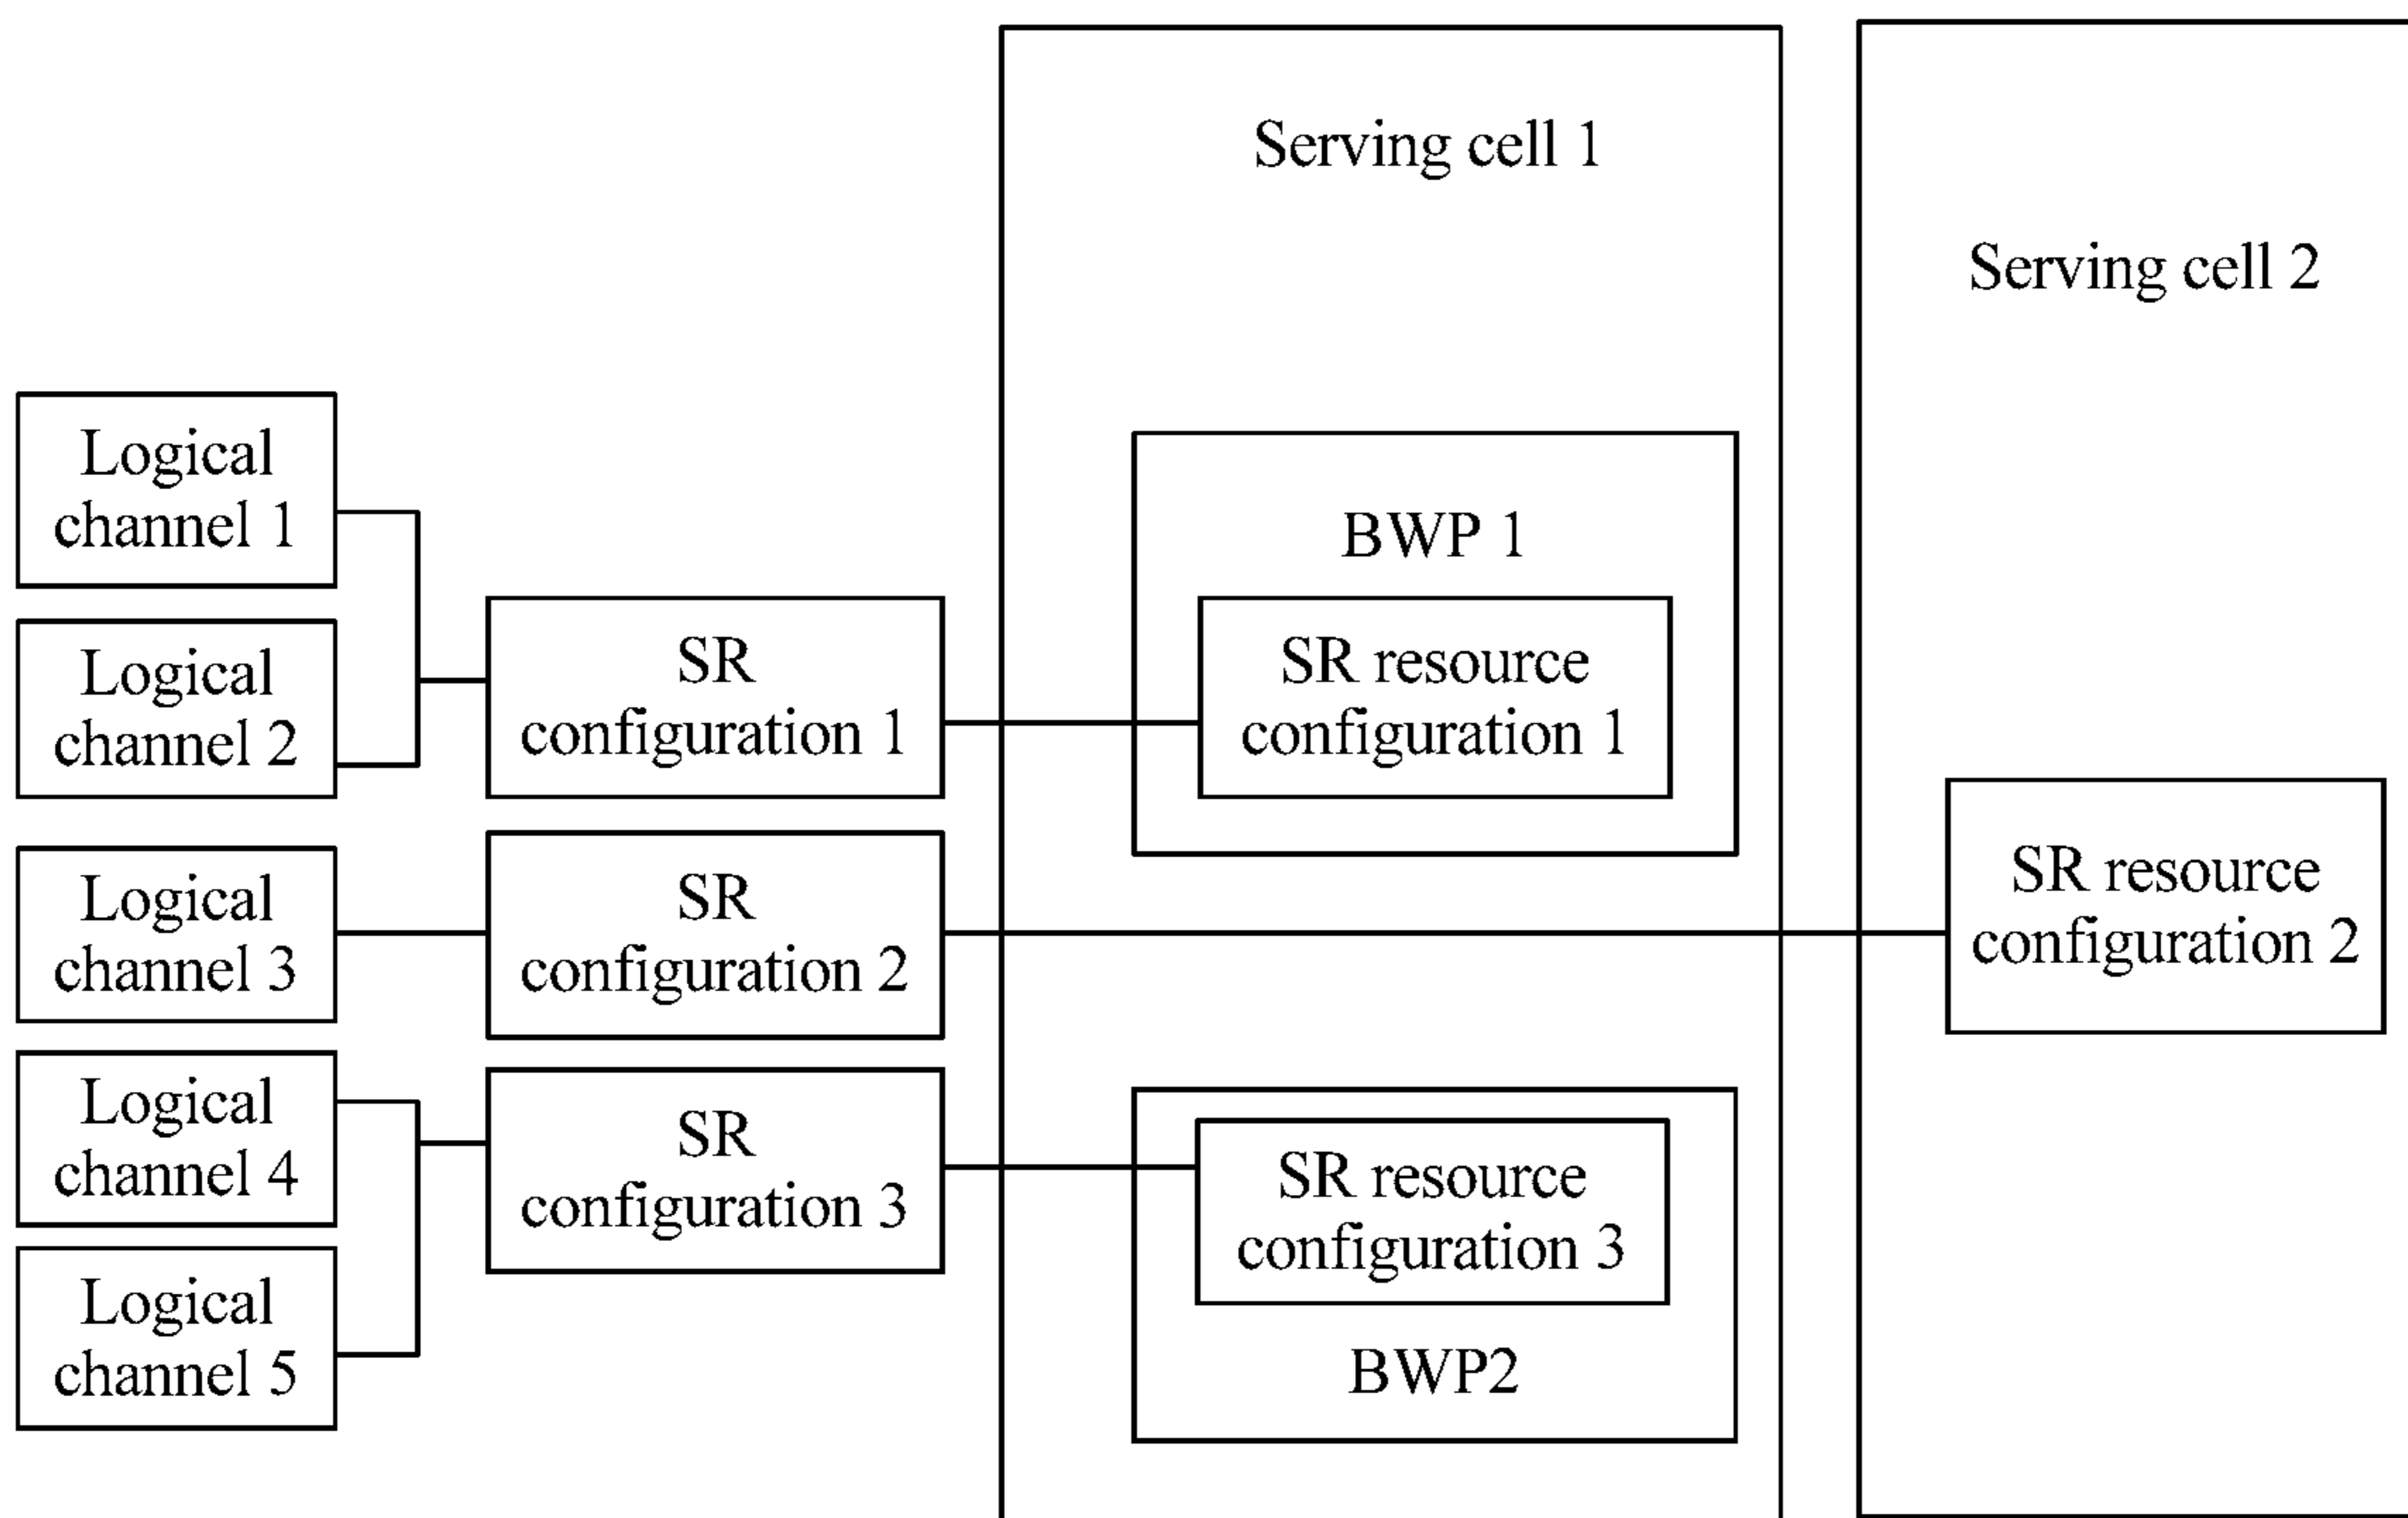 Serving cell 1
Serving cell 2
Logical
channel 1
Logical
channel 2
Logical
channel 3
Logical
channel 4
Logical
channel 5
SR
configuration 1
SR
configuration 2
SR
configuration 3
BWP 1
SR resource
configuration 1
SR resource
configuration 3
BWP2
SR resource
configuration 2